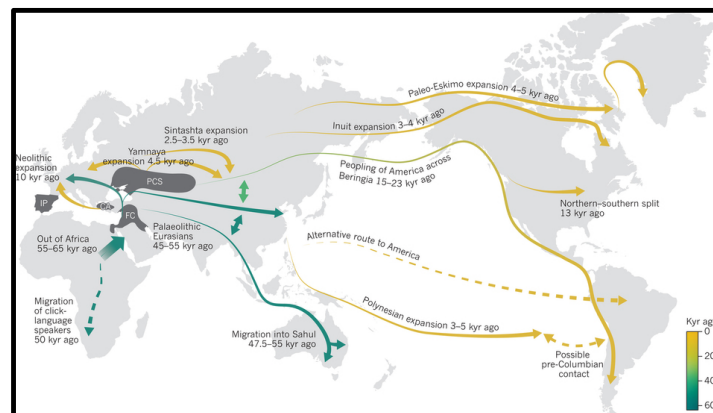 Paleo-Eskimo expansion 4–5 kyr ago
Inuit expansion 3–4 kyr ago
Sintashta expansion
2.5–3.5 kyr ago
Yamnaya
expansion 4.5 kyr ago
Neolithic
expansion
10 kyr ago
PCS
Peopling of America across
Beringia 15–23 kyr ago
IP
CA
FC
Northern–southern split
13 kyr ago
Out of Africa
55–65 kyr ago
Palaeolithic
Eurasians
45–55 kyr ago
Alternative route to America
Migration
of click-
language
speakers
50 kyr ago
Polynesian expansion 3–5 kyr ago
Migration into Sahul
47.5–55 kyr ago
Possible
pre-Columbian
contact
Kyr ag
0
20
40
60